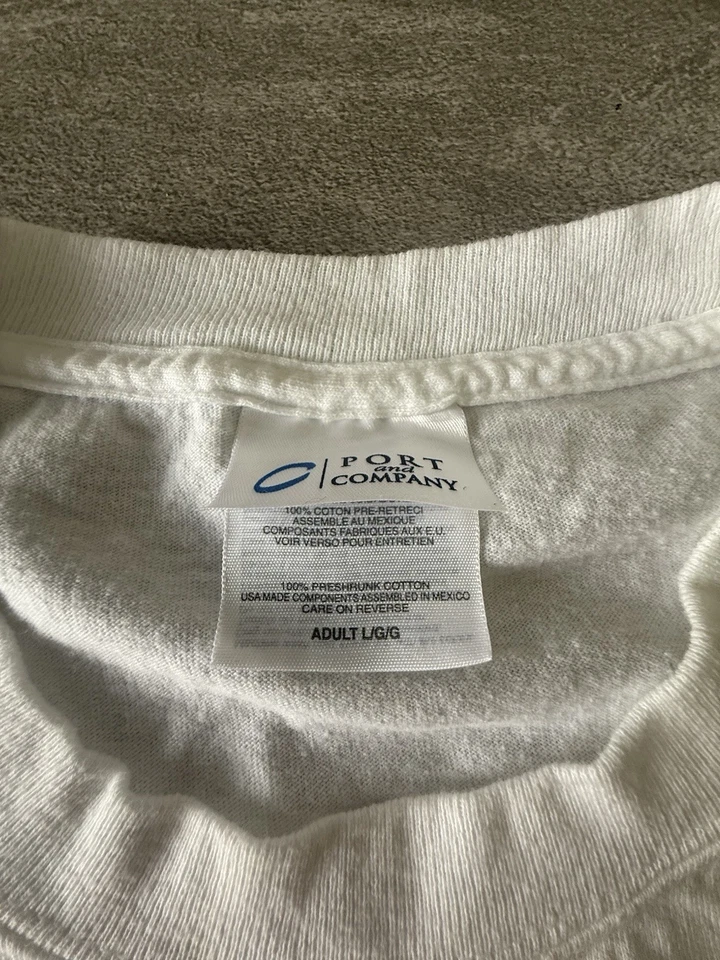 PORT
and
COMPANY
100% COTON PRE-RETRECI
ASSEMBLE AU MEXIQUE
COMPOSANTS FABRIQUES AUX E.U.
VOIR VERSO POUR ENTRETIEN
100% PRESHRUNK COTTON
USA MADE COMPONENTS ASSEMBLED IN MEXICO
CARE ON REVERSE
ADULT L/G/G